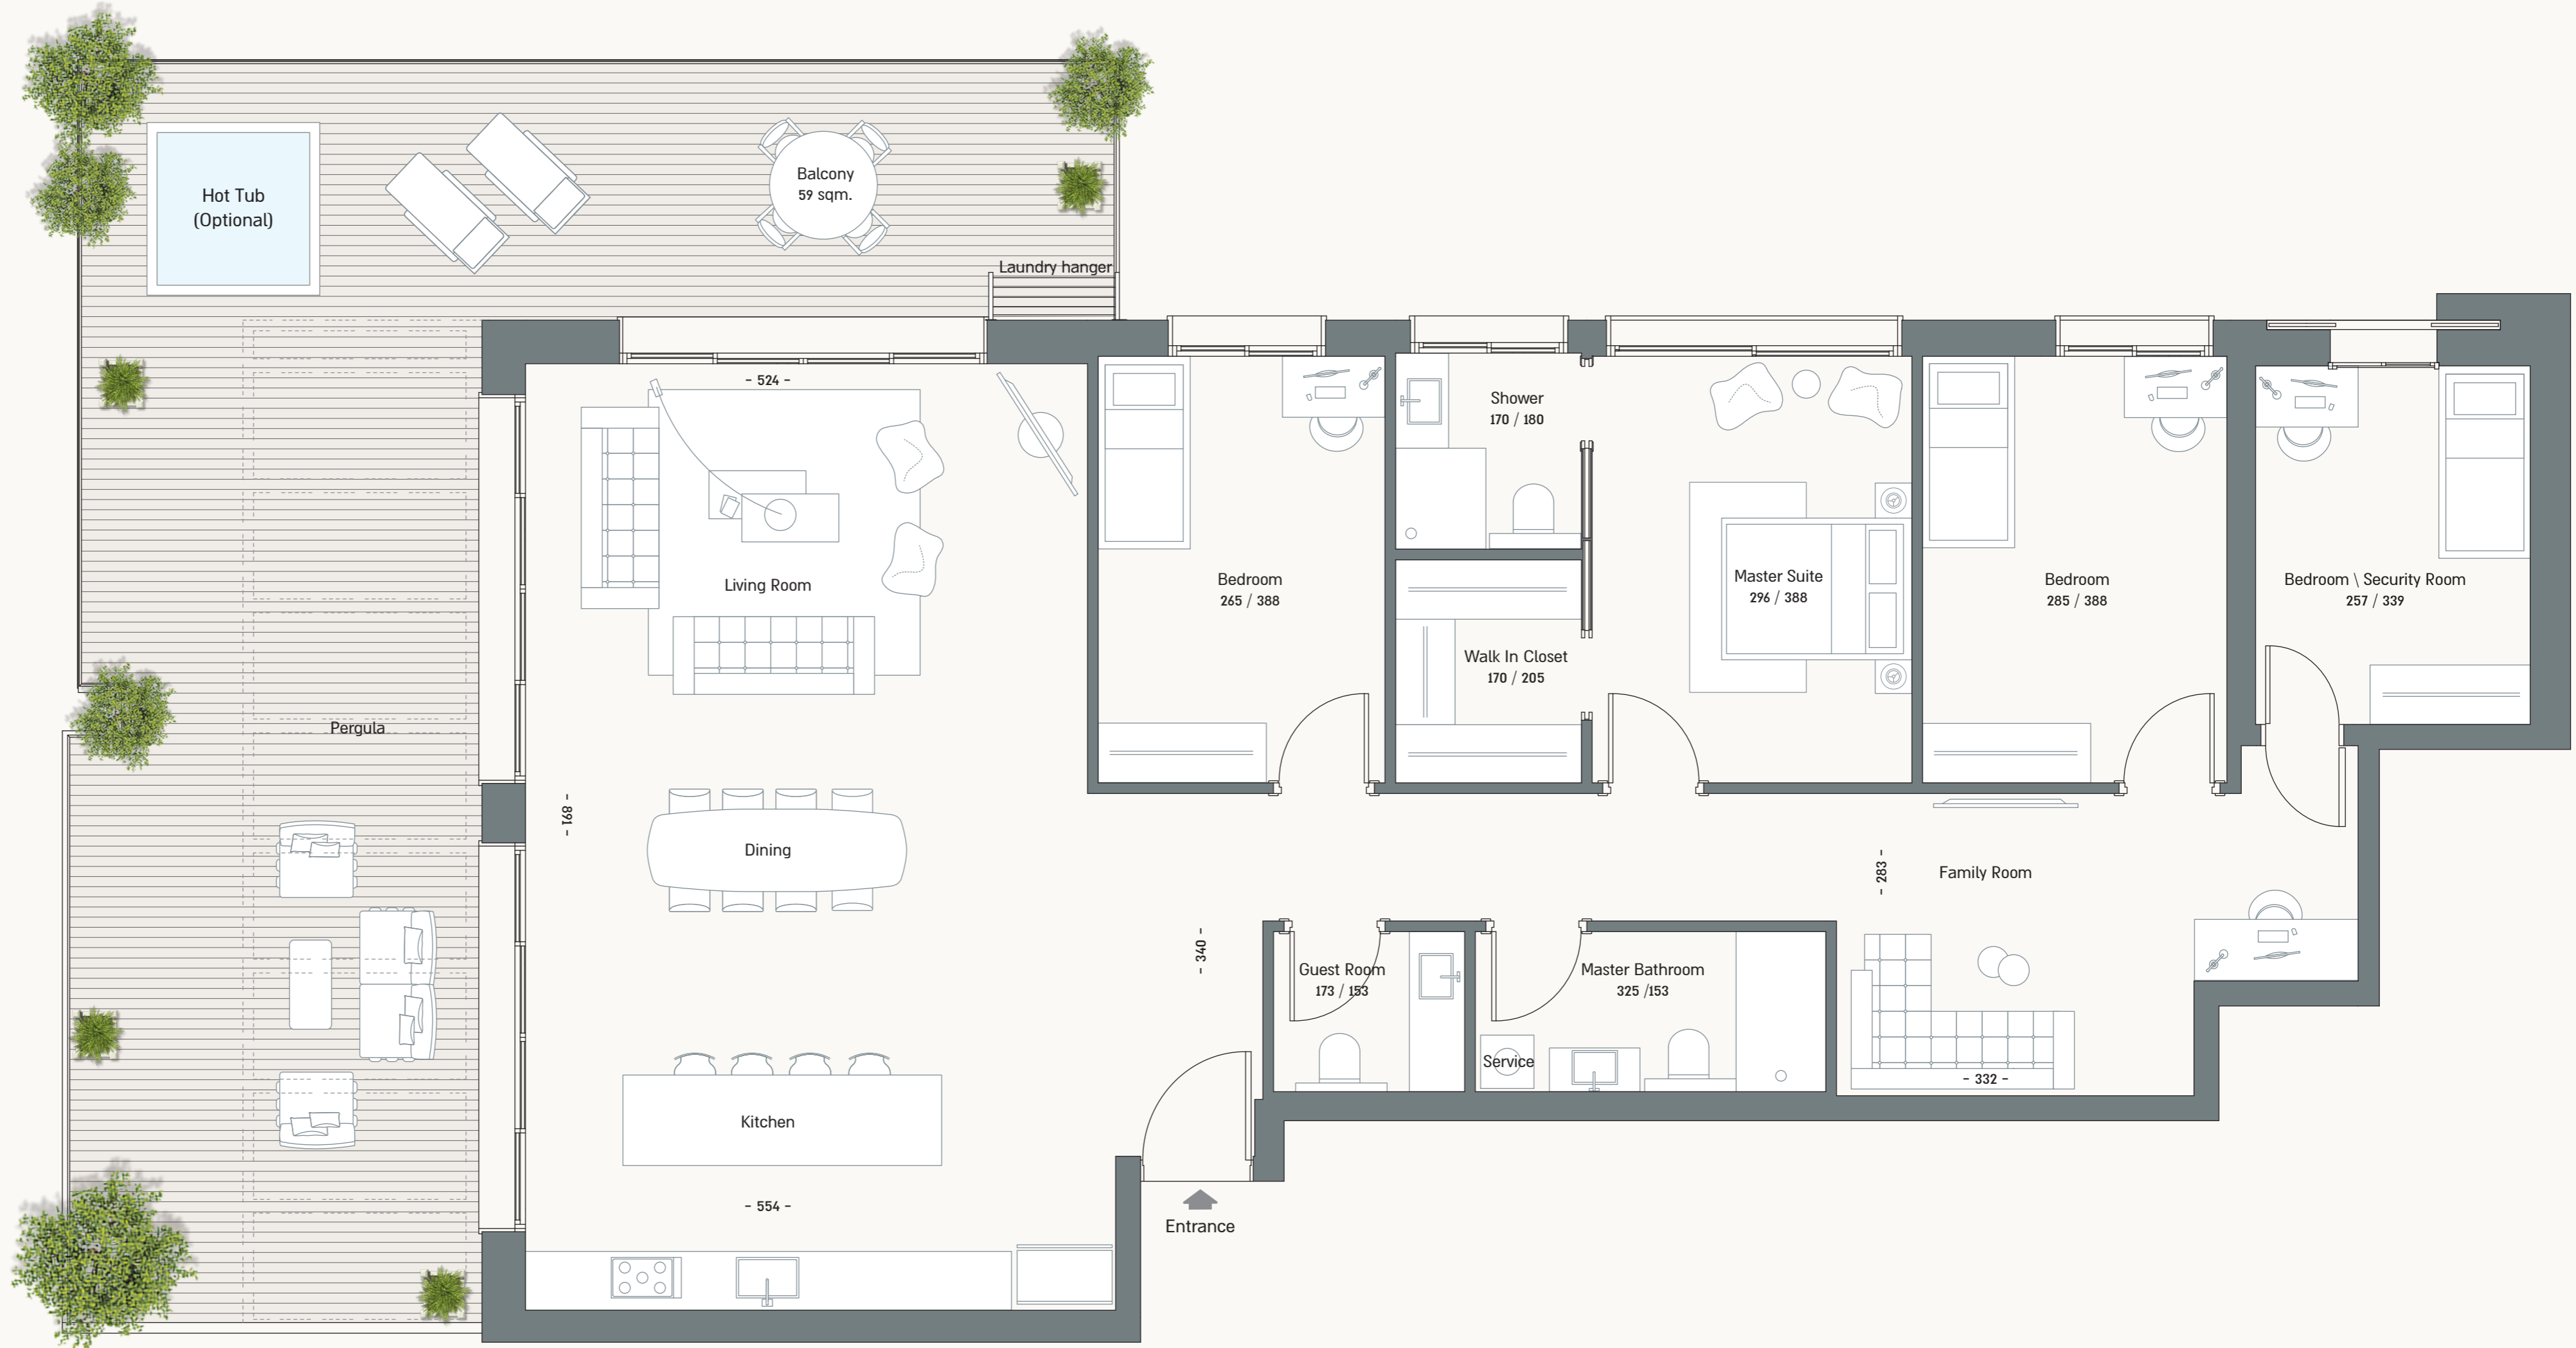 Hot Tub
(Optional)
Balcony
59 sqm.
Laundry hanger
- 524 -
Living Room
Pergula
- 891 -
Dining
- 340 -
Kitchen
- 554 -
Entrance
Bedroom
265 / 388
Shower
170 / 180
Walk In Closet
170 / 205
Master Suite
296 / 388
Bedroom
285 / 388
Bedroom \ Security Room
257 / 339
- 283 -
Family Room
Guest Room
173 / 153
Master Bathroom
325 /153
Service
- 332 -